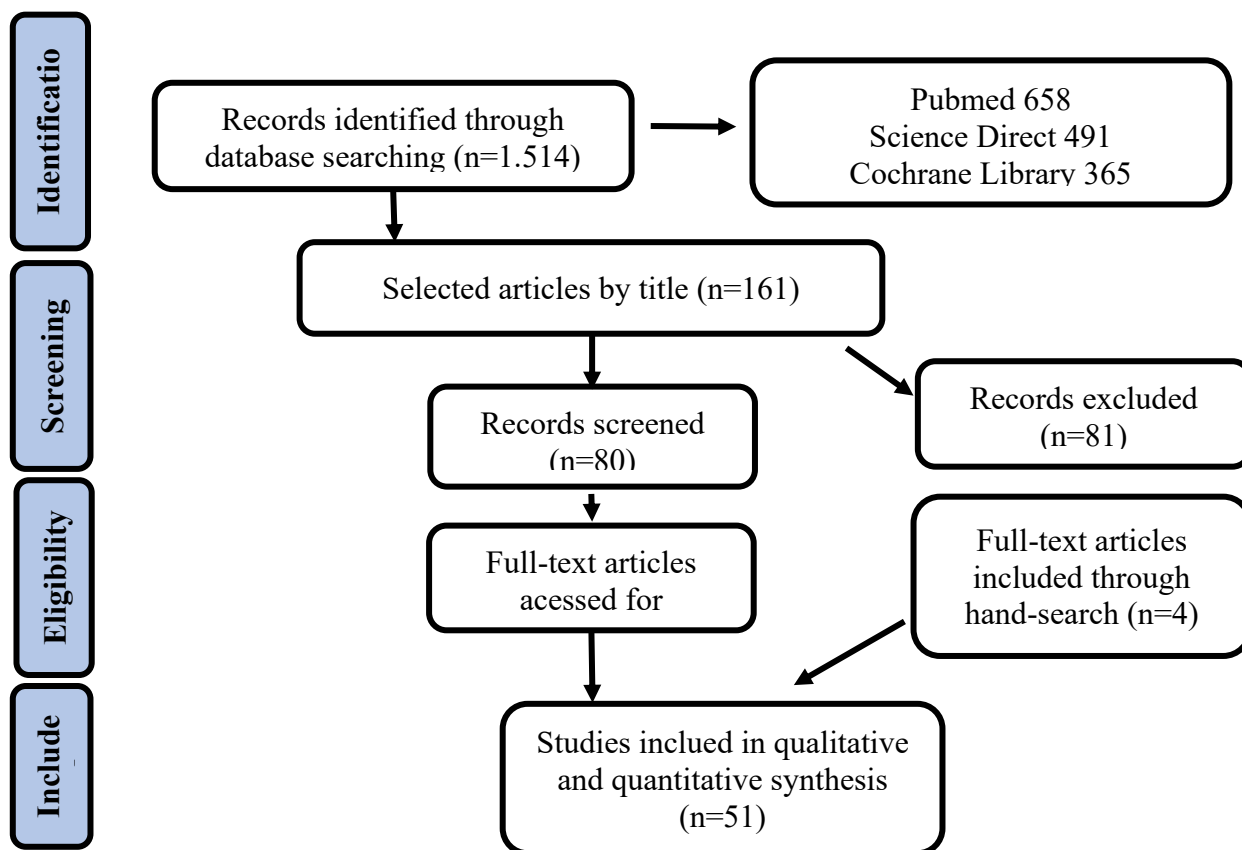 Identificatio
Records identified through
database searching (n=1.514)
Pubmed 658
Science Direct 491
Cochrane Library 365
Selected articles by title (n=161)
Screening
Records screened
(n=80)
Records excluded
(n=81)
Eligibility
Full-text articles
acessed for
Full-text articles
included through
hand-search (n=4)
Include
Studies inclued in qualitative
and quantitative synthesis
(n=51)